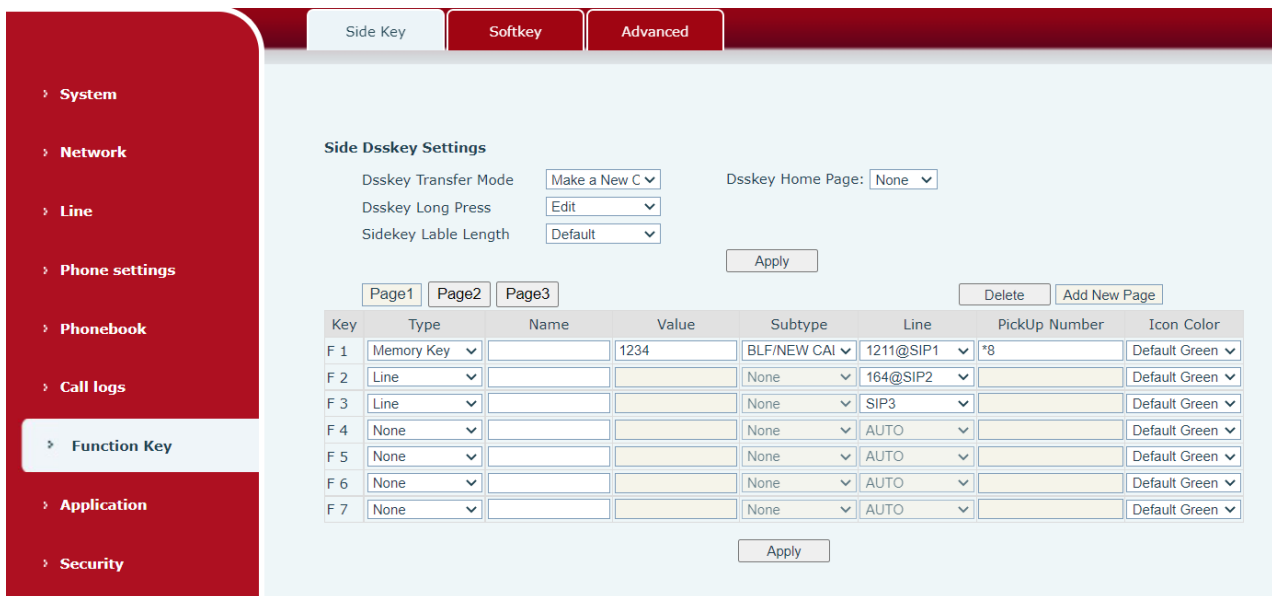 Side Key Softkey Advanced
System
Network
Line
Phone settings
Phonebook
Call logs
Function Key
Application
Security
Side Dsskey Settings
Dsskey Transfer Mode Make a New C Dsskey Home Page: None
Dsskey Long Press Edit
Sidekey Lable Length Default
Apply
Page1 Page2 Page3 Delete Add New Page
Key Type Name Value Subtype Line PickUp Number Icon Color
F 1 Memory Key 1234 BLF/NEW CAL 1211@SIP1 *8 Default Green
F 2 Line None 164@SIP2 Default Green
F 3 Line None SIP3 Default Green
F 4 None None AUTO Default Green
F 5 None None AUTO Default Green
F 6 None None AUTO Default Green
F 7 None None AUTO Default Green
Apply